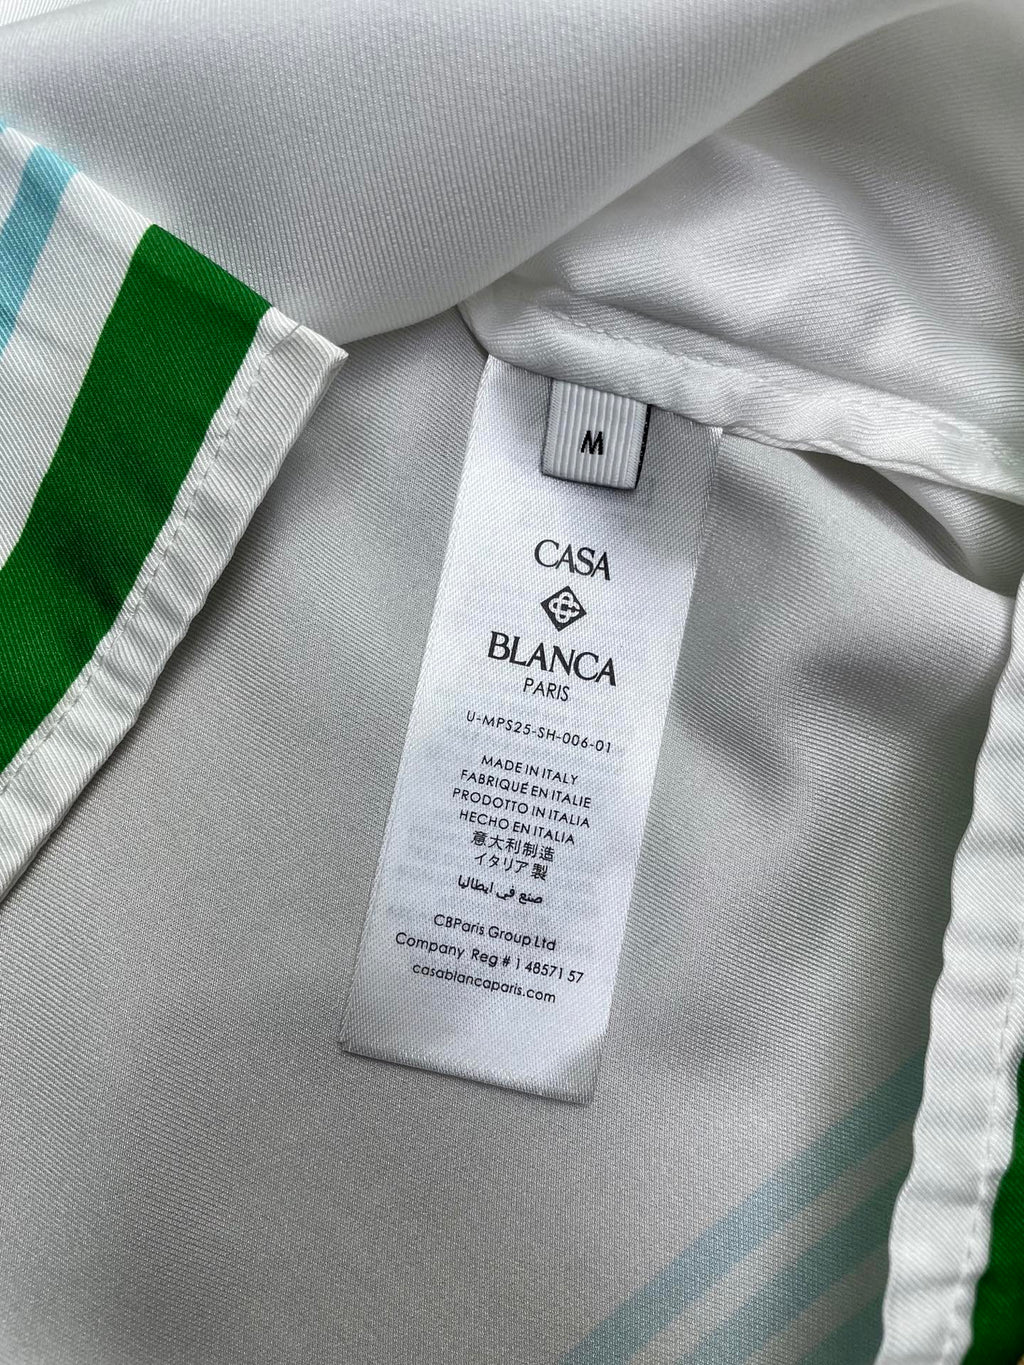 M
CASA
BLANCA
PARIS
U-MPS25-SH-006-01
MADE IN ITALY
FABRIQUÉ EN ITALIE
PRODOTTO IN ITALIA
HECHO EN ITALIA
意大利制造
イタリア製
صنع في ايطاليا
CBParis Group Ltd
Company Reg # 1 48571 57
casablancaparis.com